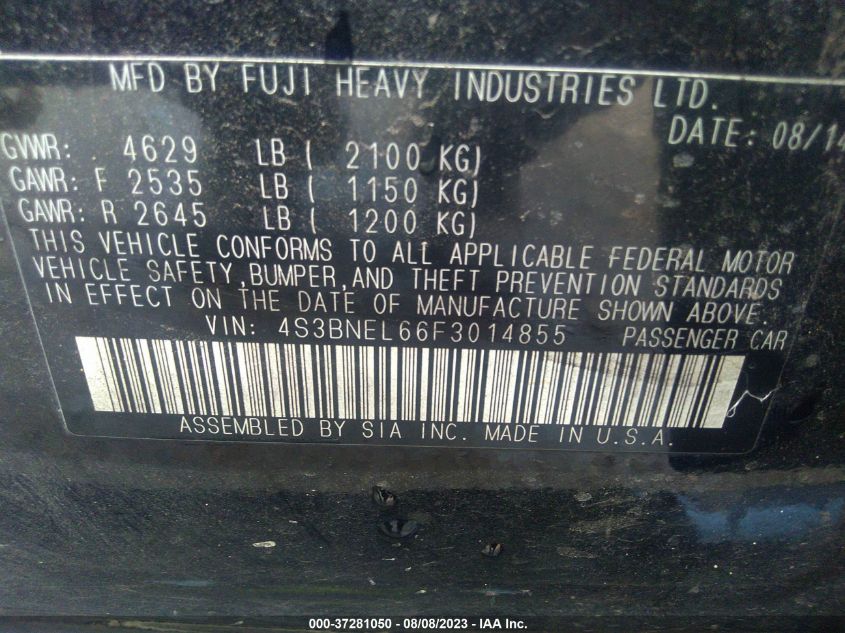 MFD BY FUJI HEAVY INDUSTRIES LTD.
DATE: 08/14
GVWR: 4629 LB ( 2100 KG)
GAWR: F 2535 LB ( 1150 KG)
GAWR: R 2645 LB ( 1200 KG)
THIS VEHICLE CONFORMS TO ALL APPLICABLE FEDERAL MOTOR
VEHICLE SAFETY,BUMPER,AND THEFT PREVENTION STANDARDS
IN EFFECT ON THE DATE OF MANUFACTURE SHOWN ABOVE.
VIN: 4S3BNEL66F3014855 PASSENGER CAR
ASSEMBLED BY SIA INC. MADE IN U.S.A.
000-37281050 - 08/08/2023 - IAA Inc.